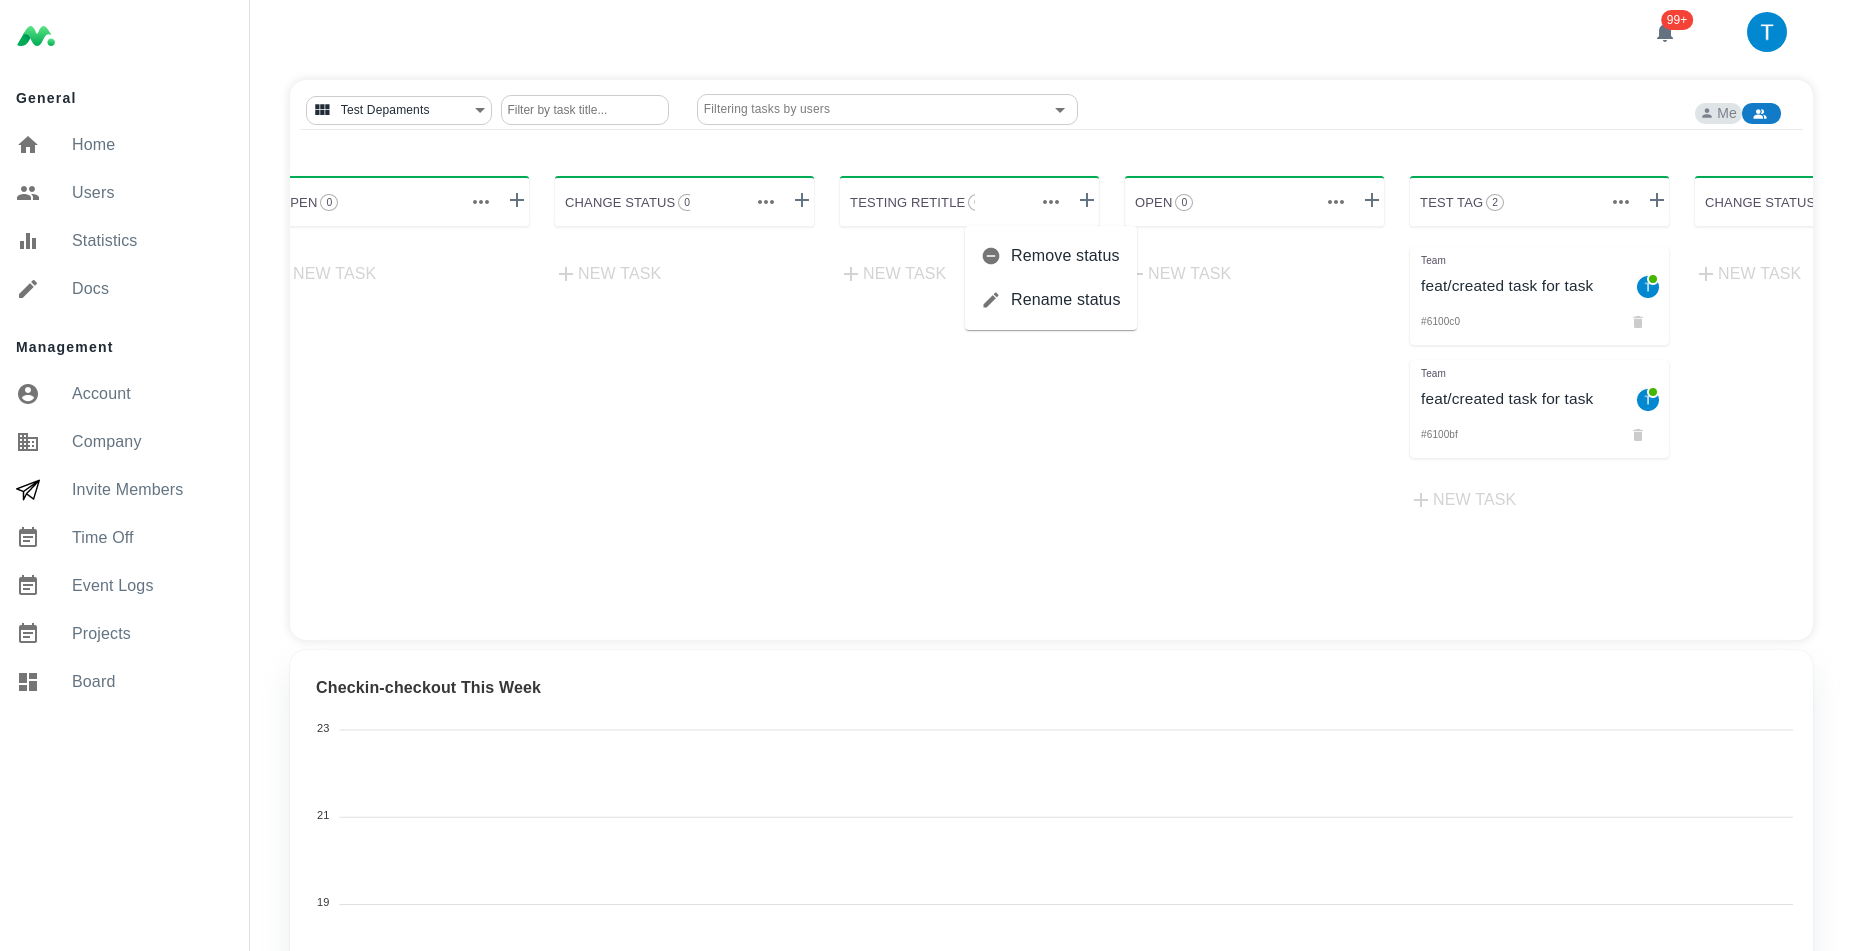 99+
T
General
Home
Users
Statistics
Docs
Management
Account
Company
Invite Members
Time Off
Event Logs
Projects
Board
Test Depaments
Filter by task title...
Filtering tasks by users
Me
PEN 0
CHANGE STATUS 0
TESTING RETITLE
OPEN 0
TEST TAG 2
CHANGE STATUS
NEW TASK
NEW TASK
NEW TASK
NEW TASK
NEW TASK
Remove status
Rename status
Team
feat/created task for task
T
#6100c0
Team
feat/created task for task
T
#6100bf
NEW TASK
Checkin-checkout This Week
23
21
19